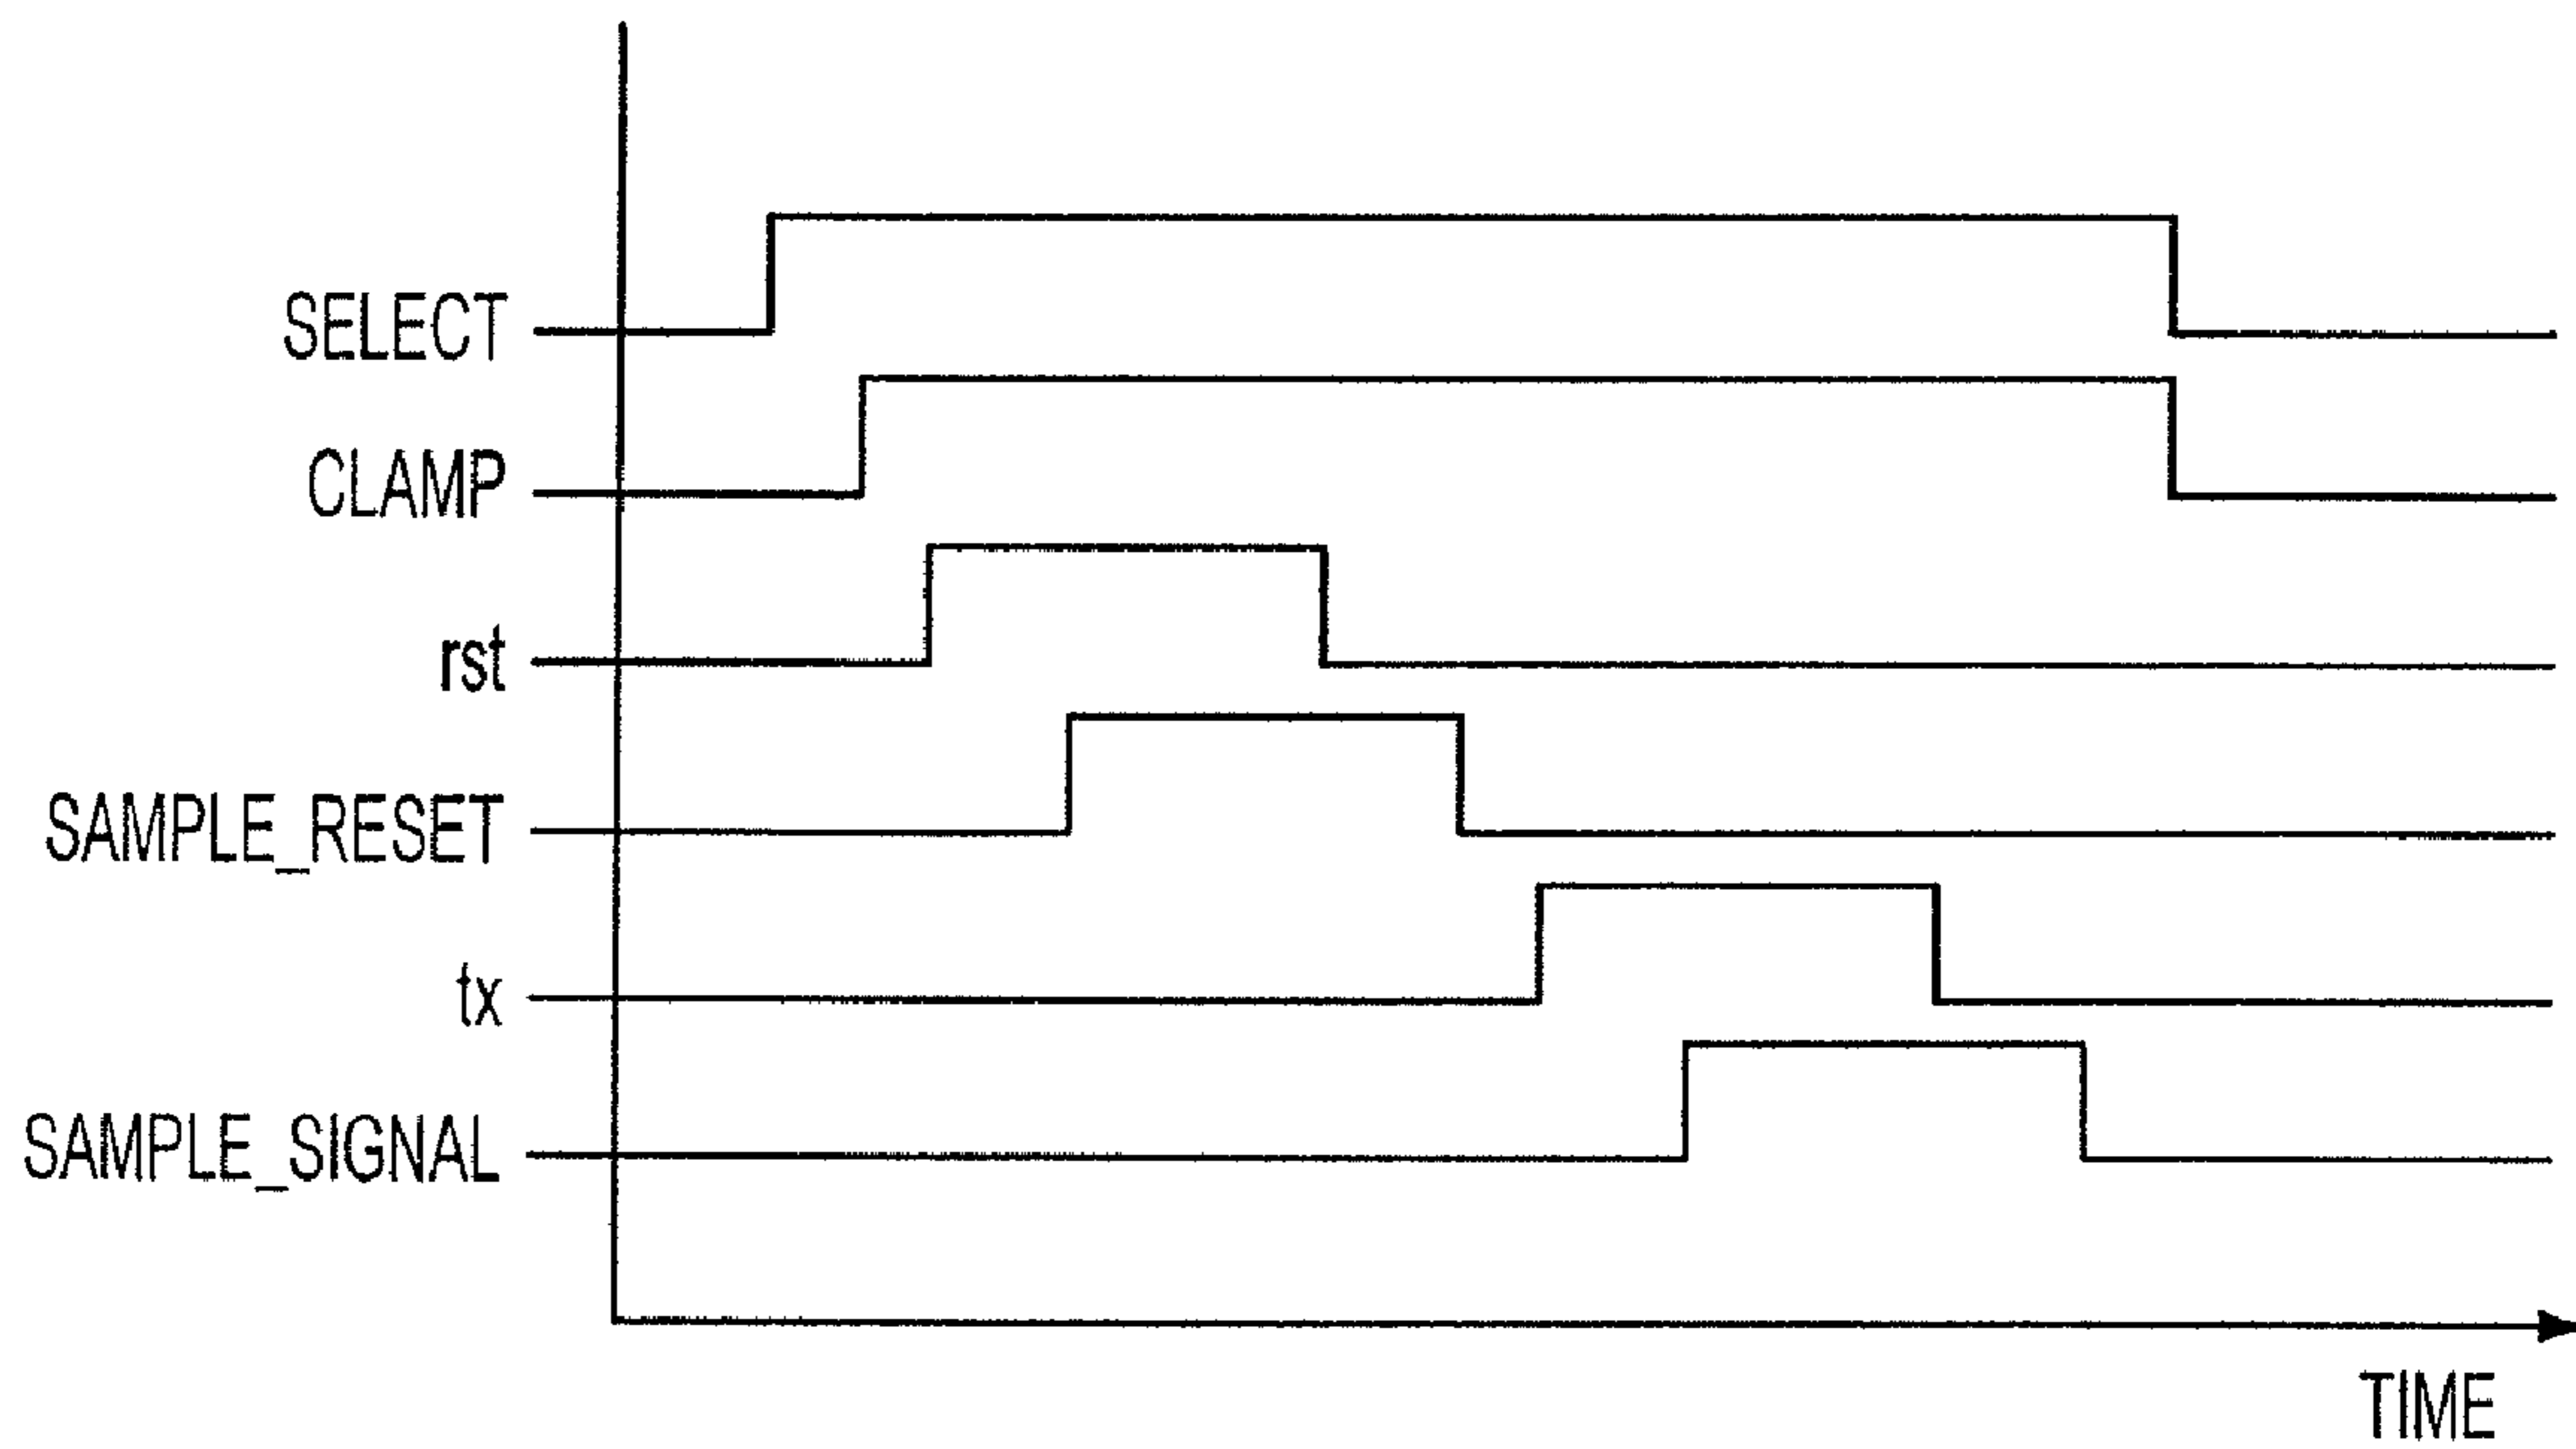 SELECT
CLAMP
rst
SAMPLE_RESET
tx
SAMPLE_SIGNAL
TIME